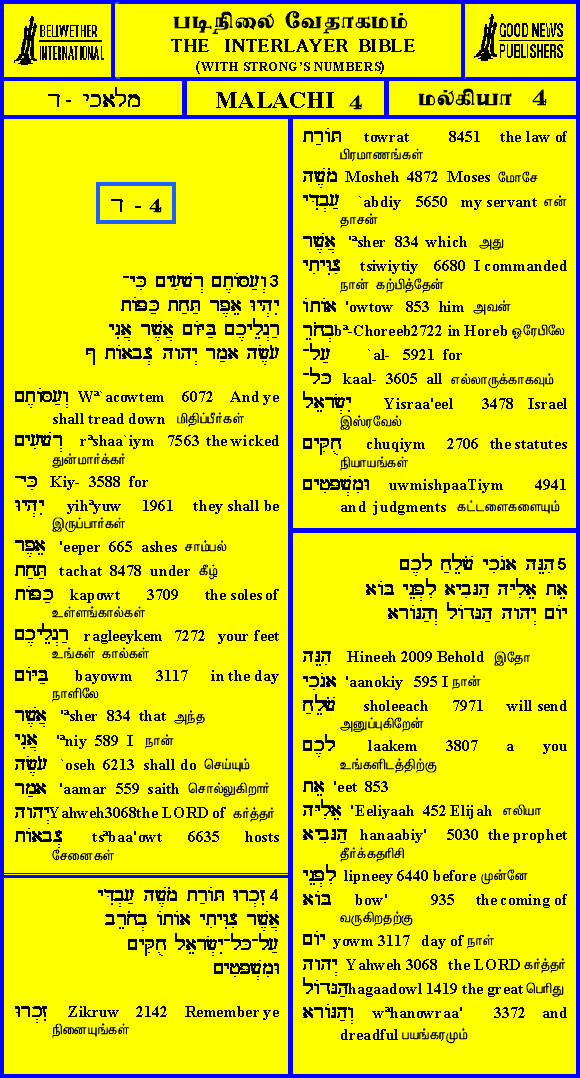 BELLWETHER
INTERNATIONAL
படிநிலை வேதாகமம்
THE INTERLAYER BIBLE
(WITH STRONG'S NUMBERS)
GOOD NEWS
PUBLISHERS
מלאכי - ד
MALACHI 4
மல்கியா 4
ד - 4
3 וְעַסּוֹתֶם רְשָׁעִים כִּי־
יִהְיוּ אֵפֶר תַּחַת כַּפּוֹת
רַגְלֵיכֶם בַּיּוֹם אֲשֶׁר אֲנִי
עֹשֶׂה אָמַר יְהוָה צְבָאוֹת ף
וְעַסּוֹתֶם Wª`acowtem 6072 And ye
shall tread down மிதிப்பீர்கள்
רְשָׁעִים rªshaa`iym 7563 the wicked
துன்மார்க்கர்
כִּי־ Kiy- 3588 for
יִהְיוּ yihªyuw 1961 they shall be
இருப்பார்கள்
אֵפֶר 'eeper 665 ashes சாம்பல்
תַּחַת tachat 8478 under கீழ்
כַּפּוֹת kapowt 3709 the soles of
உள்ளங்கால்கள்
רַגְלֵיכֶם ragleeykem 7272 your feet
உங்கள் கால்கள்
בַּיּוֹם bayowm 3117 in the day
நாளிலே
אֲשֶׁר 'ªsher 834 that அந்த
אֲנִי 'ªniy 589 I நான்
עֹשֶׂה `oseh 6213 shall do செய்யும்
אָמַר 'aamar 559 saith சொல்லுகிறார்
יְהוָה Yahweh3068the LORD of கர்த்தர்
צְבָאוֹת tsªbaa'owt 6635 hosts
சேனைகள்
4 זִכְרוּ תּוֹרַת מֹשֶׁה עַבְדִּי
אֲשֶׁר צִוִּיתִי אוֹתוֹ בְחֹרֵב
עַל־כָּל־יִשְׂרָאֵל חֻקִּים
וּמִשְׁפָּטִים
זִכְרוּ Zikruw 2142 Remember ye
நினையுங்கள்
תּוֹרַת towrat 8451 the law of
பிரமாணங்கள்
מֹשֶׁה Mosheh 4872 Moses மோசே
עַבְדִּי `abdiy 5650 my servant என்
தாசன்
אֲשֶׁר 'ªsher 834 which அது
צִוִּיתִי tsiwiytiy 6680 I commanded
நான் கற்பித்தேன்
אוֹתוֹ 'owtow 853 him அவன்
בְחֹרֵב bª-Choreeb2722 in Horeb ஓரேபிலே
עַל־ `al- 5921 for
כָּל־ kaal- 3605 all எல்லாருக்காகவும்
יִשְׂרָאֵל Yisraa'eel 3478 Israel
இஸ்ரவேல்
חֻקִּים chuqiym 2706 the statutes
நியாயங்கள்
וּמִשְׁפָּטִים uwmishpaaTiym 4941
and judgments கட்டளைகளையும்
5 הִנֵּה אָנֹכִי שֹׁלֵחַ לָכֶם
אֵת אֵלִיָּה הַנָּבִיא לִפְנֵי בּוֹא
יוֹם יְהוָה הַגָּדוֹל וְהַנּוֹרָא
הִנֵּה Hineeh 2009 Behold இதோ
אָנֹכִי 'aanokiy 595 I நான்
שֹׁלֵחַ sholeeach 7971 will send
அனுப்புகிறேன்
לָכֶם laakem 3807 a you
உங்களிடத்திற்கு
אֵת 'eet 853
אֵלִיָּה 'Eeliyaah 452 Elijah எலியா
הַנָּבִיא hanaabiy' 5030 the prophet
தீர்க்கதரிசி
לִפְנֵי lipneey 6440 before முன்னே
בּוֹא bow' 935 the coming of
வருகிறதற்கு
יוֹם yowm 3117 day of நாள்
יְהוָה Yahweh 3068 the LORD கர்த்தர்
הַגָּדוֹל hagaadowl 1419 the great பெரிது
וְהַנּוֹרָא wªhanowraa' 3372 and
dreadful பயங்கரமும்